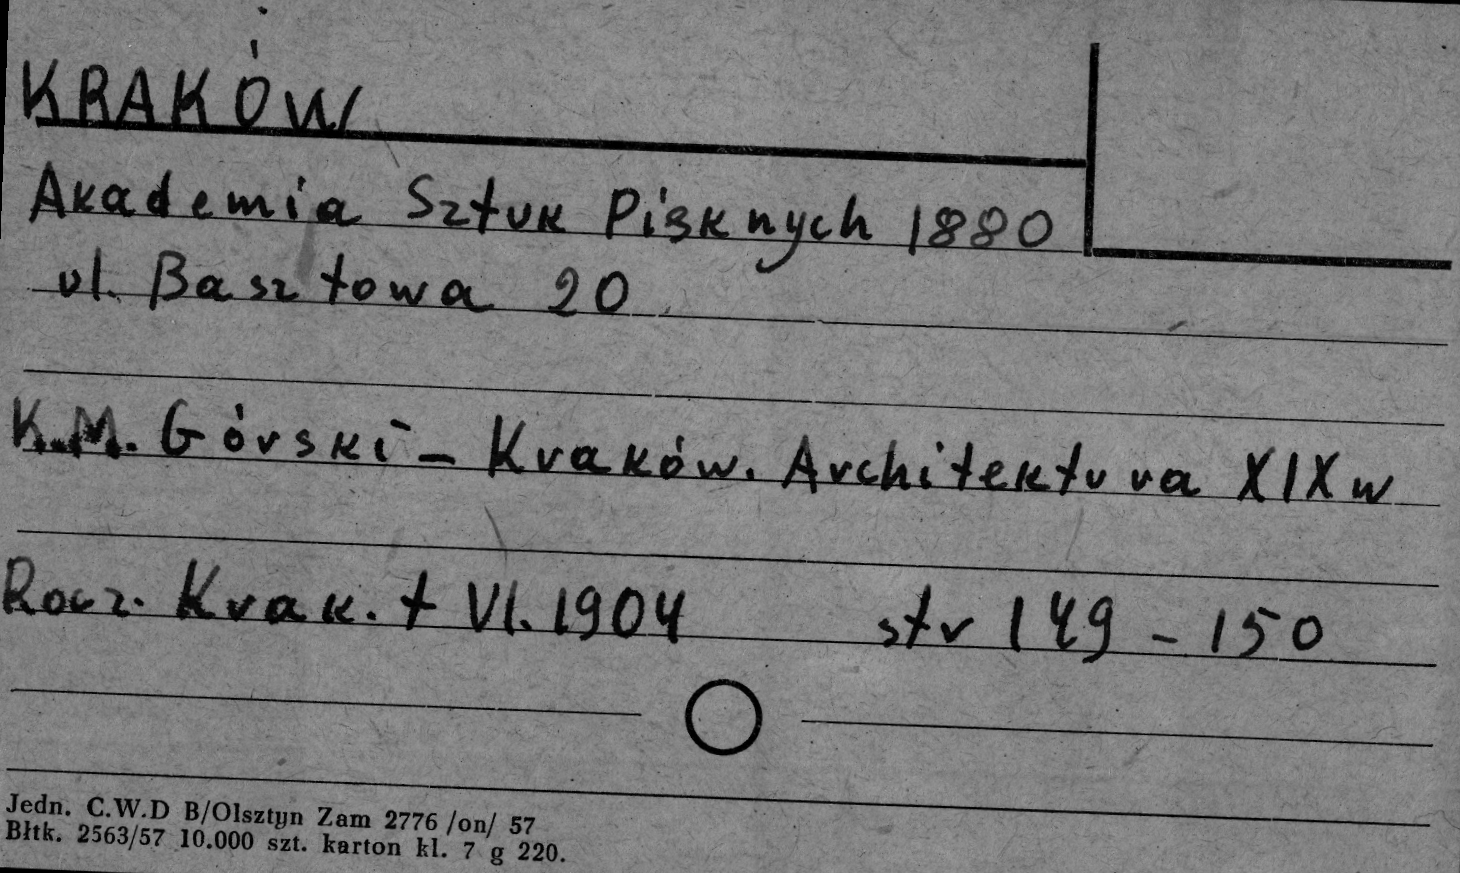 KRAKÓW
Akademia Sztuk Pięknych 1880
ul. Basztowa 20
K.M. Górski – Kraków. Architektura XIX w
Rocz. Krak. t VI. 1904 str 149 – 150
Jedn. C.W.D B/Olsztyn Zam 2776 /on/ 57
Błtk. 2563/57 10.000 szt. karton kl. 7 g 220.